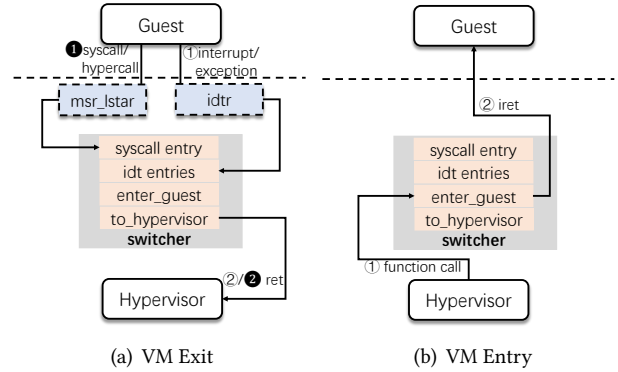 Guest
❶syscall/
hypercall
①interrupt/
exception
msr_lstar
idtr
syscall entry
idt entries
enter_guest
to_hypervisor
switcher
②/❷ ret
Hypervisor
(a) VM Exit
Guest
② iret
syscall entry
idt entries
enter_guest
to_hypervisor
switcher
① function call
Hypervisor
(b) VM Entry